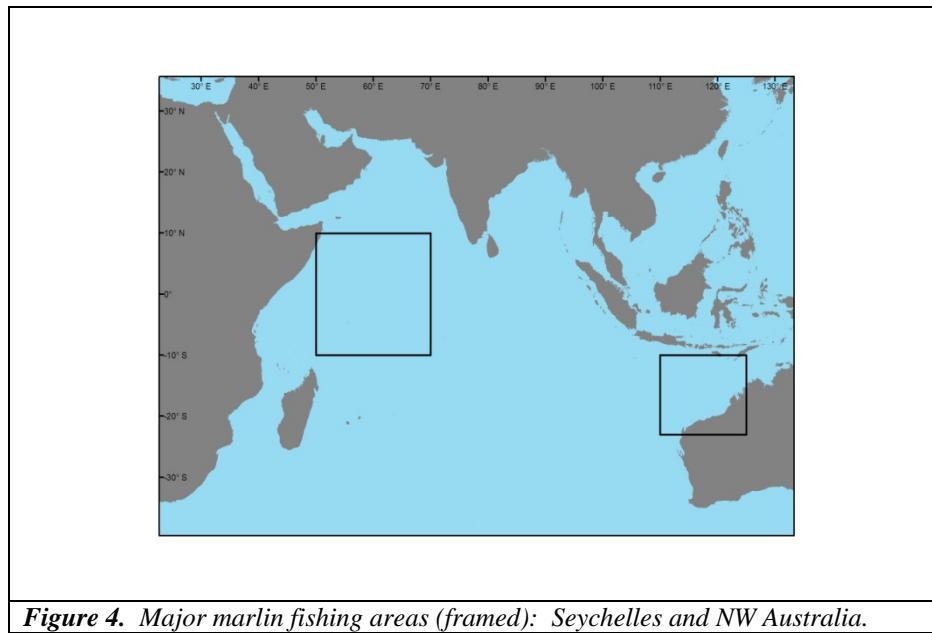 30° E 40° E 50° E 60° E 70° E 80° E 90° E 100° E 110° E 120° E 130° E
30° N
20° N
10° N
0°
10° S
20° S
30° S
Figure 4. Major marlin fishing areas (framed): Seychelles and NW Australia.